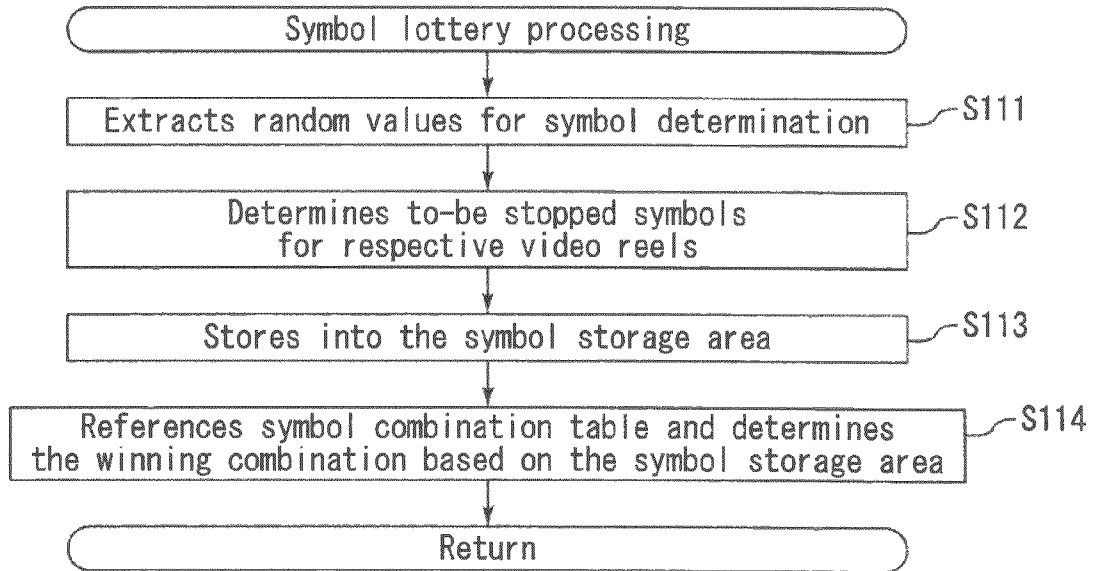 Symbol lottery processing
Extracts random values for symbol determination
S111
Determines to-be stopped symbols
for respective video reels
S112
Stores into the symbol storage area
S113
References symbol combination table and determines
the winning combination based on the symbol storage area
S114
Return